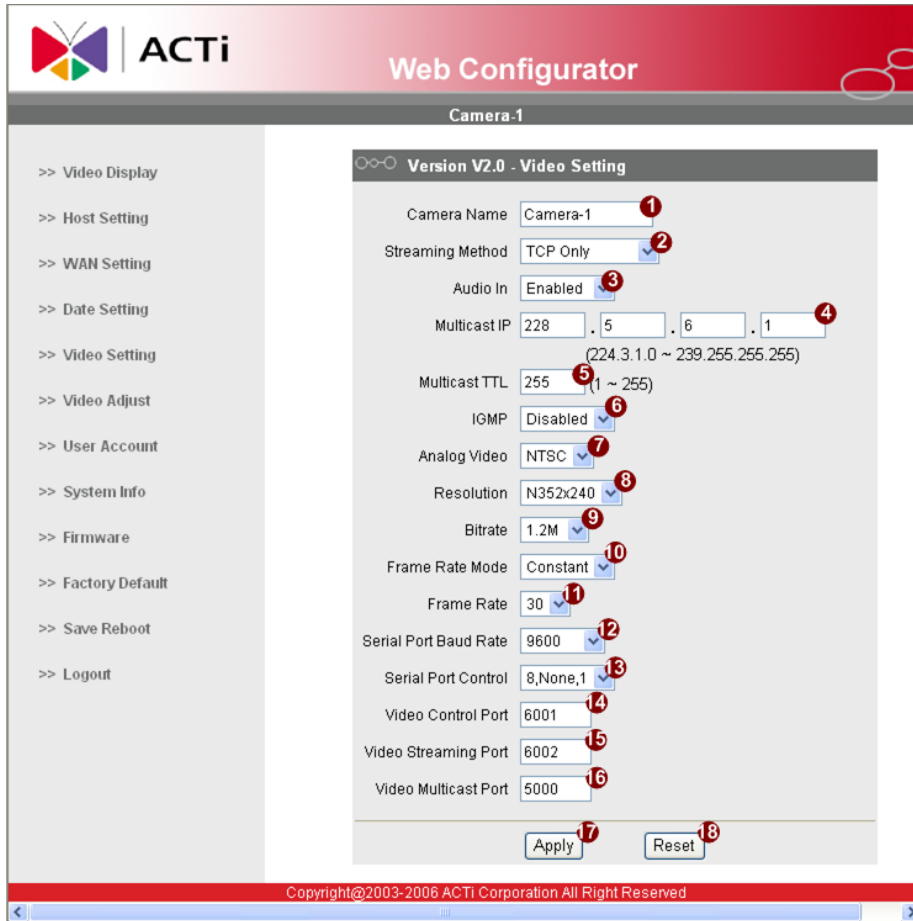 ACTi
Web Configurator
Camera-1
>> Video Display
>> Host Setting
>> WAN Setting
>> Date Setting
>> Video Setting
>> Video Adjust
>> User Account
>> System Info
>> Firmware
>> Factory Default
>> Save Reboot
>> Logout
Version V2.0 - Video Setting
Camera Name Camera-1 1
Streaming Method TCP Only 2
Audio In Enabled 3
Multicast IP 228 . 5 . 6 . 1 4
(224.3.1.0 ~ 239.255.255.255)
Multicast TTL 255 5 (1 ~ 255)
IGMP Disabled 6
Analog Video NTSC 7
Resolution N352x240 8
Bitrate 1.2M 9
Frame Rate Mode Constant 10
Frame Rate 30 11
Serial Port Baud Rate 9600 12
Serial Port Control 8,None,1 13
Video Control Port 6001 14
Video Streaming Port 6002 15
Video Multicast Port 5000 16
Apply 17 Reset 18
Copyright@2003-2006 ACTi Corporation All Right Reserved